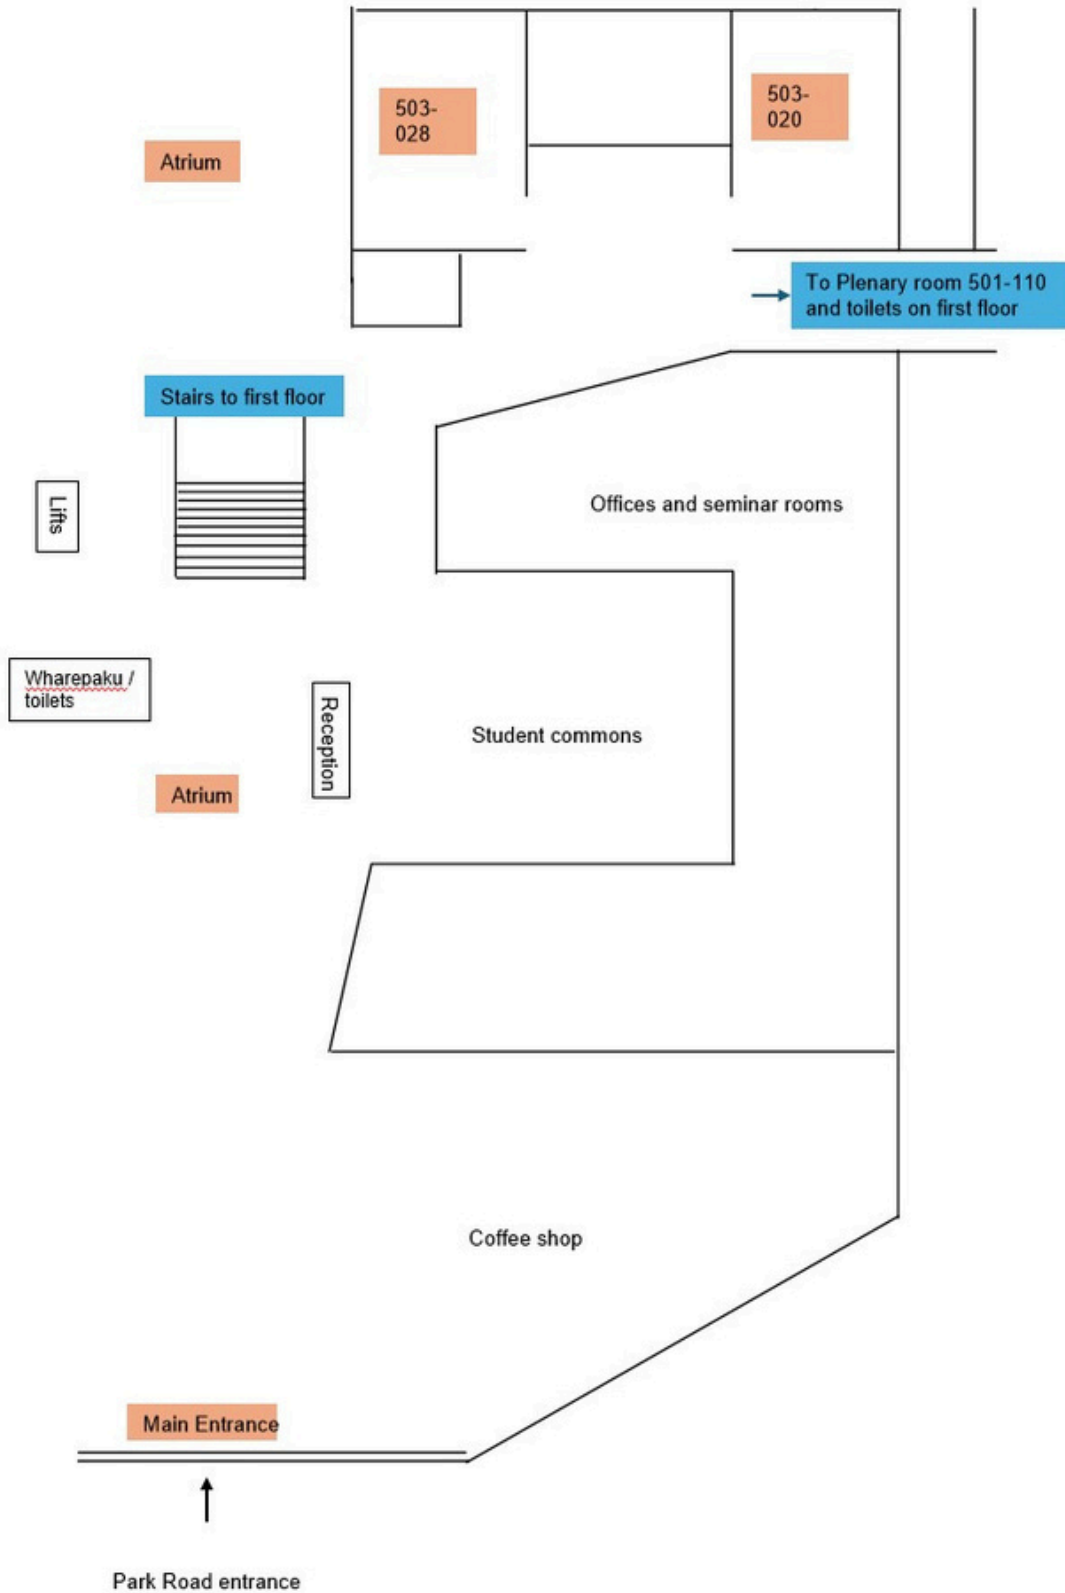 503-
028
503-
020
Atrium
To Plenary room 501-110
and toilets on first floor
Stairs to first floor
Lifts
Offices and seminar rooms
Wharepaku /
toilets
Reception
Student commons
Atrium
Coffee shop
Main Entrance
Park Road entrance